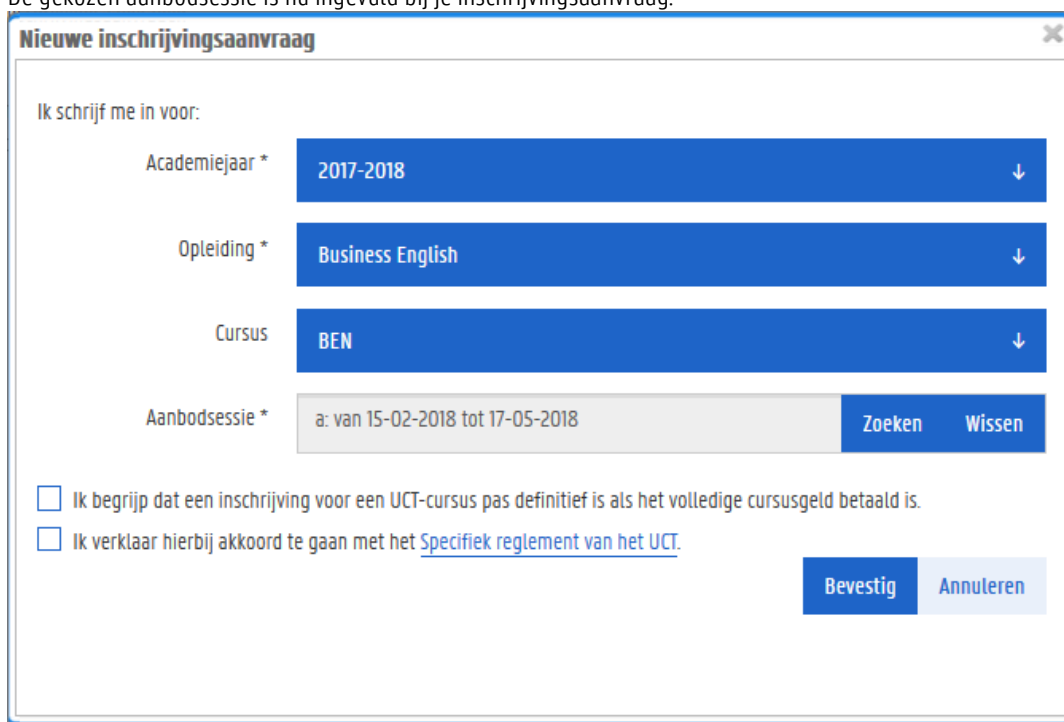 De gekozen aanbodsessie is nu ingevuld bij je inschrijvingsaanvraag.
Nieuwe inschrijvingsaanvraag
Ik schrijf me in voor:
Academiejaar * 2017-2018
Opleiding * Business English
Cursus BEN
Aanbodsessie * a: van 15-02-2018 tot 17-05-2018 Zoeken Wissen
Ik begrijp dat een inschrijving voor een UCT-cursus pas definitief is als het volledige cursusgeld betaald is.
Ik verklaar hierbij akkoord te gaan met het Specifiek reglement van het UCT.
Bevestig Annuleren